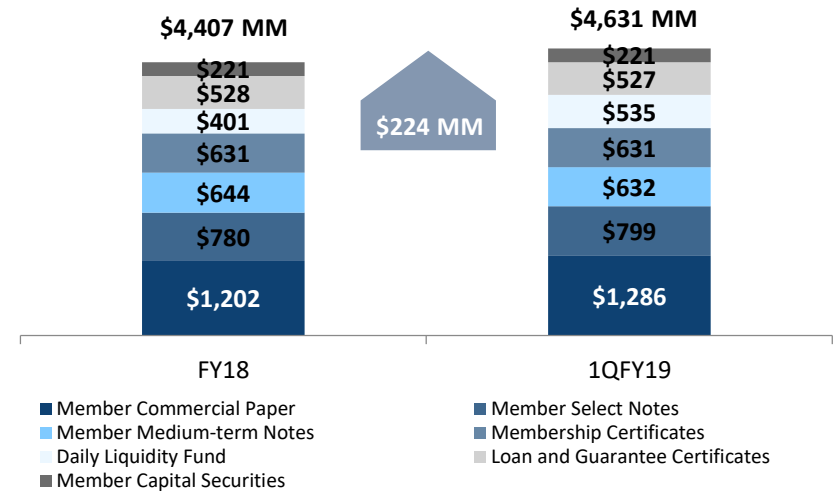 $4,407 MM
$4,631 MM
$221
$528
$401
$631
$644
$780
$1,202
$224 MM
$221
$527
$535
$631
$632
$799
$1,286
FY18
1QFY19
Member Commercial Paper
Member Select Notes
Member Medium-term Notes
Membership Certificates
Daily Liquidity Fund
Loan and Guarantee Certificates
Member Capital Securities